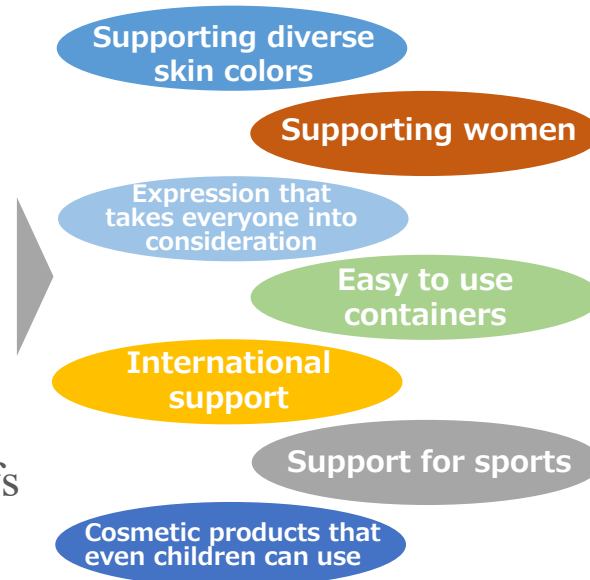 Supporting diverse
skin colors
Supporting women
Expression that
takes everyone into
consideration
Easy to use
containers
International
support
Support for sports
Cosmetic products that
even children can use